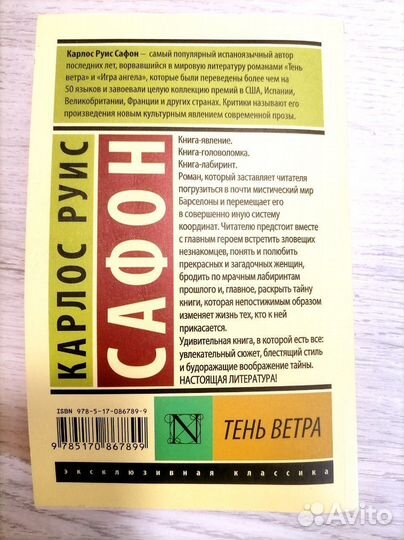 Карлос Руис Сафон — самый популярный испаноязычный автор
последних лет, ворвавшийся в мировую литературу романами «Тень
ветра» и «Игра ангела», которые были переведены более чем на
50 языков и завоевали целую коллекцию премий в США, Испании,
Великобритании, Франции и других странах. Критики называют его
произведения новым культурным явлением современной прозы.
КАРЛОС РУИС
САФОН
Книга-явление.
Книга-головоломка.
Книга-лабиринт.
Роман, который заставляет читателя
погрузиться в почти мистический мир
Барселоны и перемещает его
в совершенно иную систему
координат. Читателю предстоит вместе
с главным героем встретить зловещих
незнакомцев, понять и полюбить
прекрасных и загадочных женщин,
бродить по мрачным лабиринтам
прошлого и, главное, раскрыть тайну
книги, которая непостижимым образом
изменяет жизнь тех, кто к ней
прикасается.
Удивительная книга, в которой есть все:
увлекательный сюжет, блестящий стиль
и будоражащие воображение тайны.
НАСТОЯЩАЯ ЛИТЕРАТУРА!
ISBN 978-5-17-086789-9
9 785170 867899
N
ТЕНЬ ВЕТРА
эксклюзивная классика
Avito